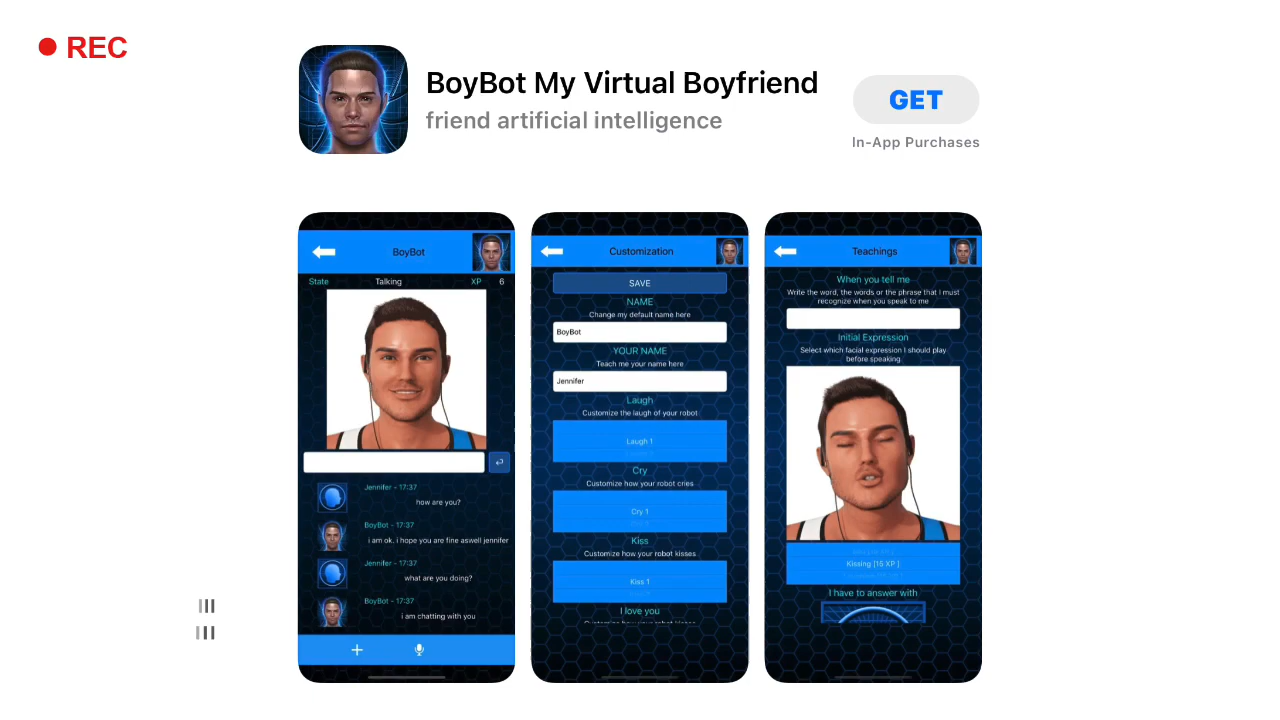 REC
BoyBot My Virtual Boyfriend
friend artificial intelligence
GET
In-App Purchases
BoyBot
State Talking XP 6
Jennifer - 17:37
how are you?
BoyBot - 17:37
i am ok. i hope you are fine aswell jennifer
Jennifer - 17:37
what are you doing?
BoyBot - 17:37
i am chatting with you
Customization
SAVE
NAME
Change my default name here
BoyBot
YOUR NAME
Teach me your name here
Jennifer
Laugh
Customize the laugh of your robot
Laugh 1
Cry
Customize how your robot cries
Cry 1
Kiss
Customize how your robot kisses
Kiss 1
I love you
Customize how your robot kisses
Teachings
When you tell me
Write the word, the words or the phrase that I must
recognize when you speak to me
Initial Expression
Select which facial expression I should play
before speaking
Kissing [15 XP ]
I have to answer with